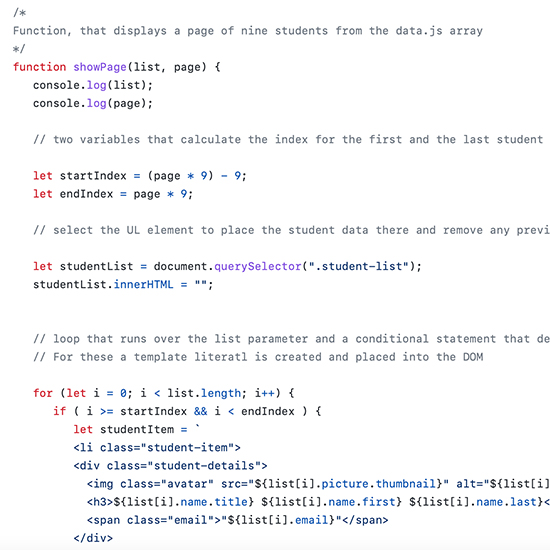 /*
Function, that displays a page of nine students from the data.js array
*/
function showPage(list, page) {
console.log(list);
console.log(page);
// two variables that calculate the index for the first and the last student
let startIndex = (page * 9) - 9;
let endIndex = page * 9;
// select the UL element to place the student data there and remove any previ
let studentList = document.querySelector(".student-list");
studentList.innerHTML = "";
// loop that runs over the list parameter and a conditional statement that de
// For these a template literatl is created and placed into the DOM
for (let i = 0; i < list.length; i++) {
if ( i >= startIndex && i < endIndex ) {
let studentItem = `
<li class="student-item">
<div class="student-details">
<img class="avatar" src="${list[i].picture.thumbnail}" alt="${list[i]
<h3>${list[i].name.title} ${list[i].name.first} ${list[i].name.last}<
<span class="email">"${list[i].email}"</span>
</div>